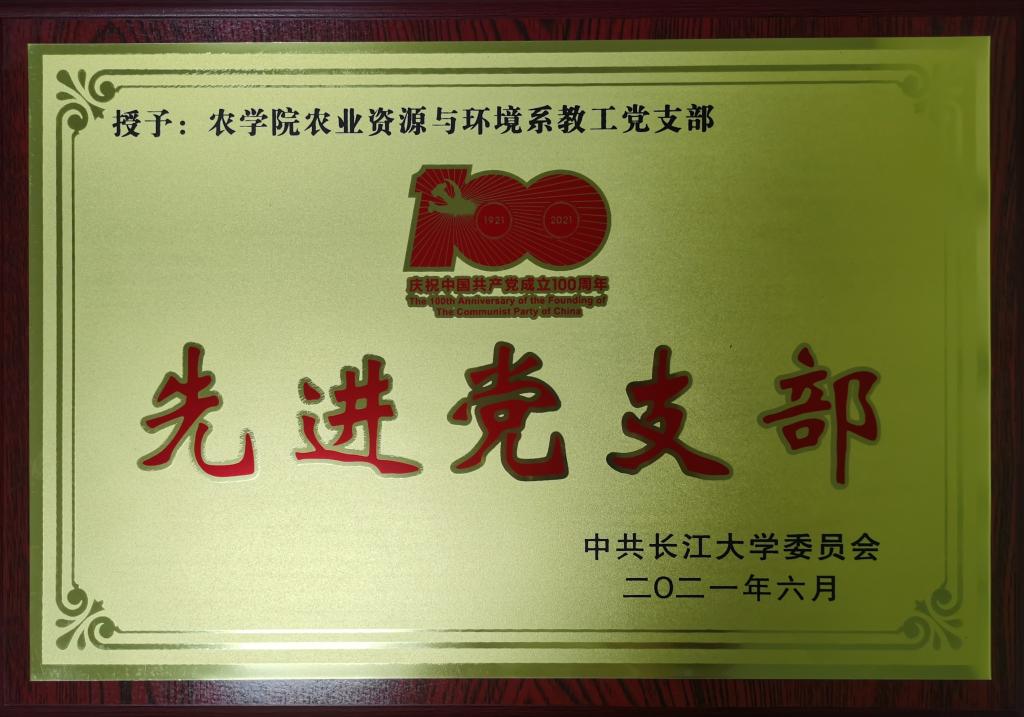 授予：农学院农业资源与环境系教工党支部
100
1921 2021
庆祝中国共产党成立100周年
The 100th Anniversary of the Founding of
The Communist Party of China
先进党支部
中共长江大学委员会
二〇二一年六月